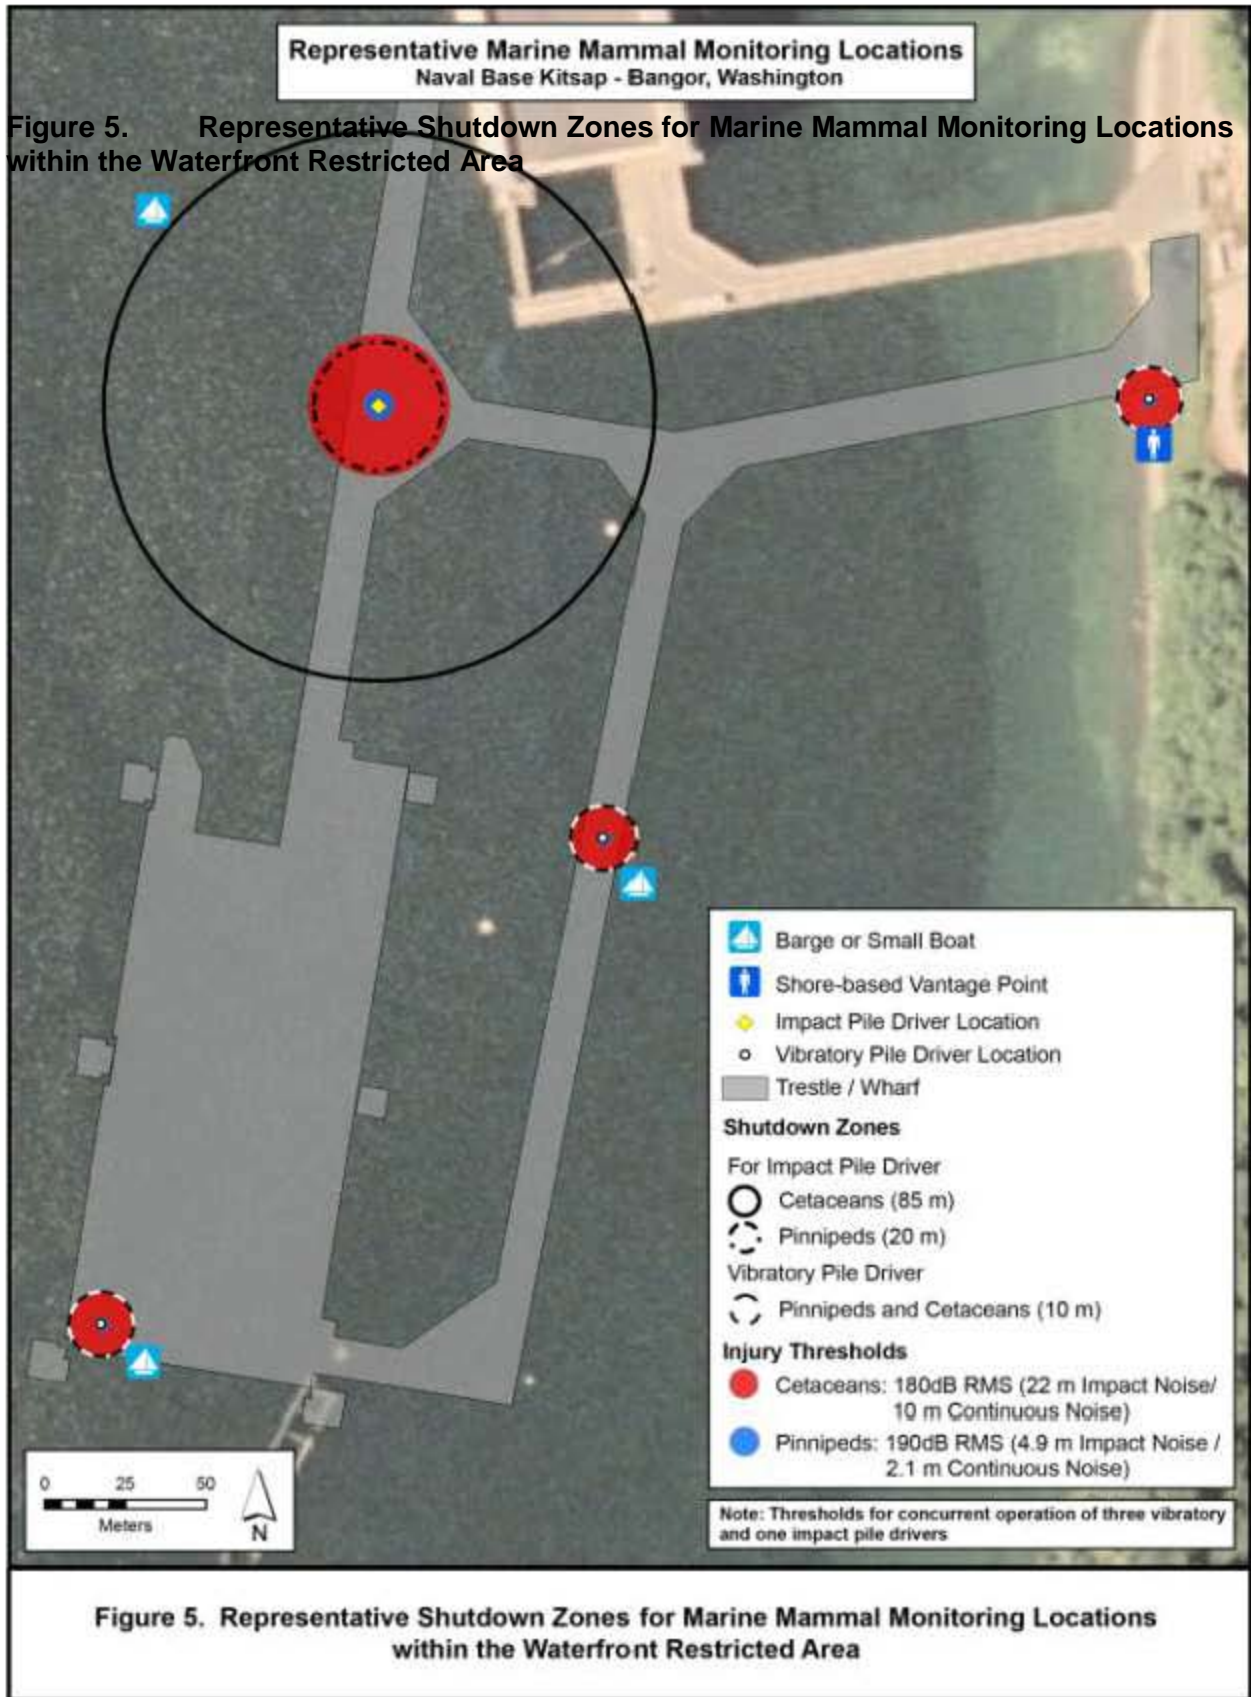 Representative Marine Mammal Monitoring Locations
Naval Base Kitsap - Bangor, Washington
Figure 5. Representative Shutdown Zones for Marine Mammal Monitoring Locations
within the Waterfront Restricted Area
Barge or Small Boat
Shore-based Vantage Point
Impact Pile Driver Location
Vibratory Pile Driver Location
Trestle / Wharf
Shutdown Zones
For Impact Pile Driver
Cetaceans (85 m)
Pinnipeds (20 m)
Vibratory Pile Driver
Pinnipeds and Cetaceans (10 m)
Injury Thresholds
Cetaceans: 180dB RMS (22 m Impact Noise/
10 m Continuous Noise)
Pinnipeds: 190dB RMS (4.9 m Impact Noise /
2.1 m Continuous Noise)
Note: Thresholds for concurrent operation of three vibratory
and one impact pile drivers
0 25 50
Meters
N
Figure 5. Representative Shutdown Zones for Marine Mammal Monitoring Locations
within the Waterfront Restricted Area